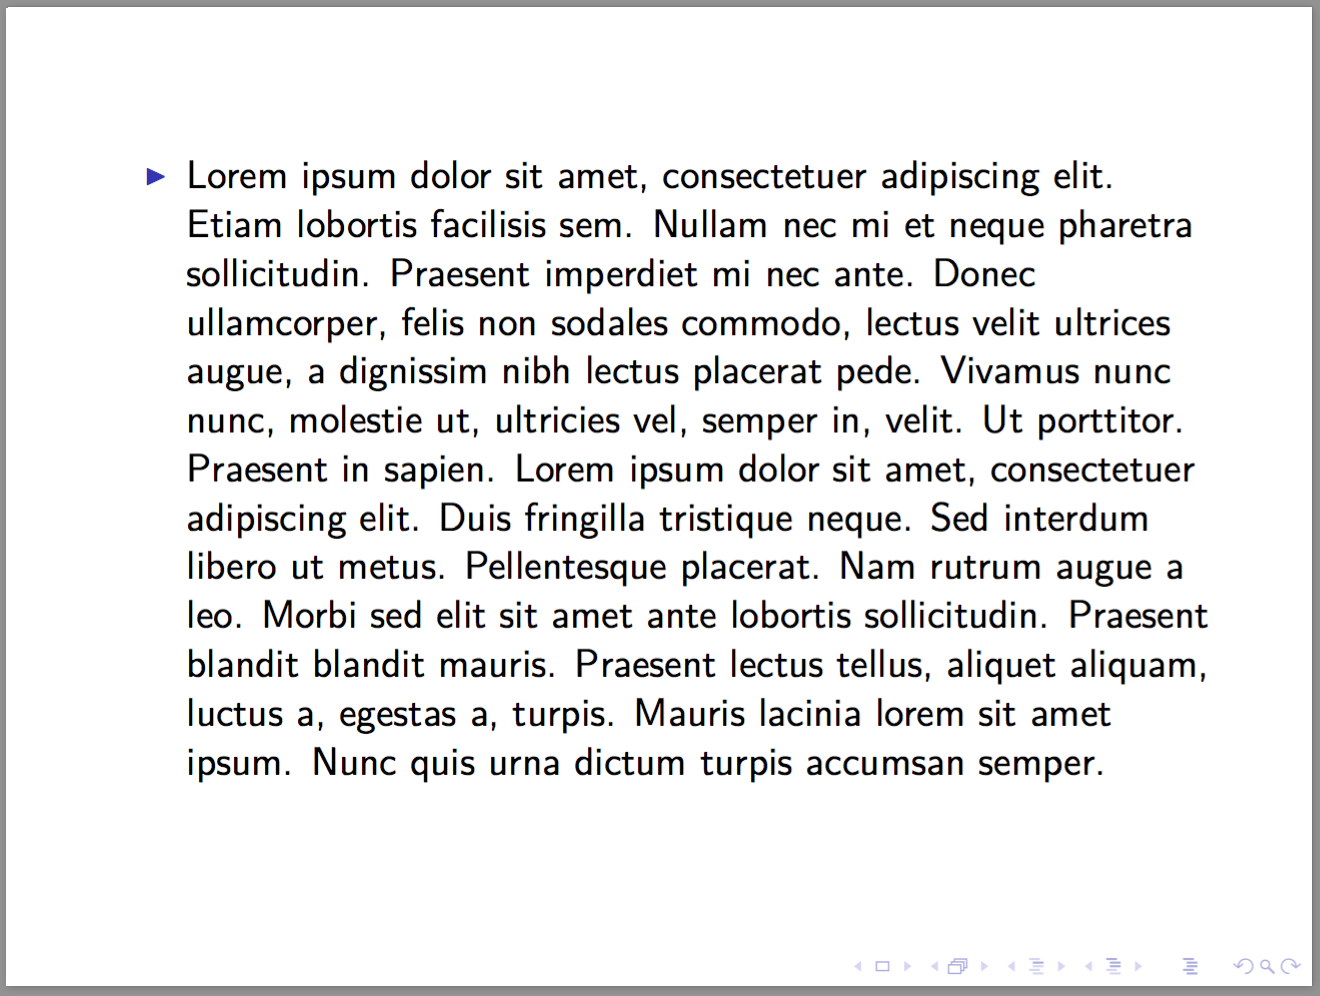 Lorem ipsum dolor sit amet, consectetuer adipiscing elit.
Etiam lobortis facilisis sem. Nullam nec mi et neque pharetra
sollicitudin. Praesent imperdiet mi nec ante. Donec
ullamcorper, felis non sodales commodo, lectus velit ultrices
augue, a dignissim nibh lectus placerat pede. Vivamus nunc
nunc, molestie ut, ultricies vel, semper in, velit. Ut porttitor.
Praesent in sapien. Lorem ipsum dolor sit amet, consectetuer
adipiscing elit. Duis fringilla tristique neque. Sed interdum
libero ut metus. Pellentesque placerat. Nam rutrum augue a
leo. Morbi sed elit sit amet ante lobortis sollicitudin. Praesent
blandit blandit mauris. Praesent lectus tellus, aliquet aliquam,
luctus a, egestas a, turpis. Mauris lacinia lorem sit amet
ipsum. Nunc quis urna dictum turpis accumsan semper.